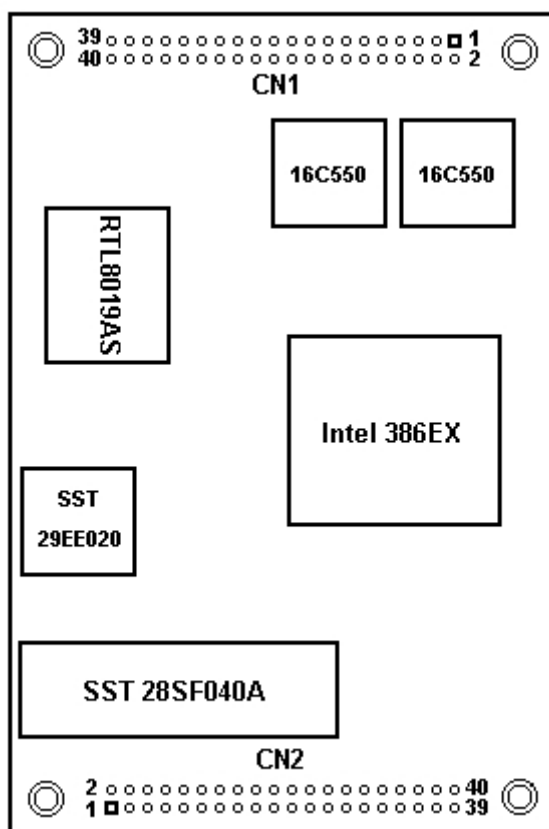 39 1
40 2
CN1
16C550 16C550
RTL8019AS
Intel 386EX
SST
29EE020
SST 28SF040A
CN2
2 40
1 39